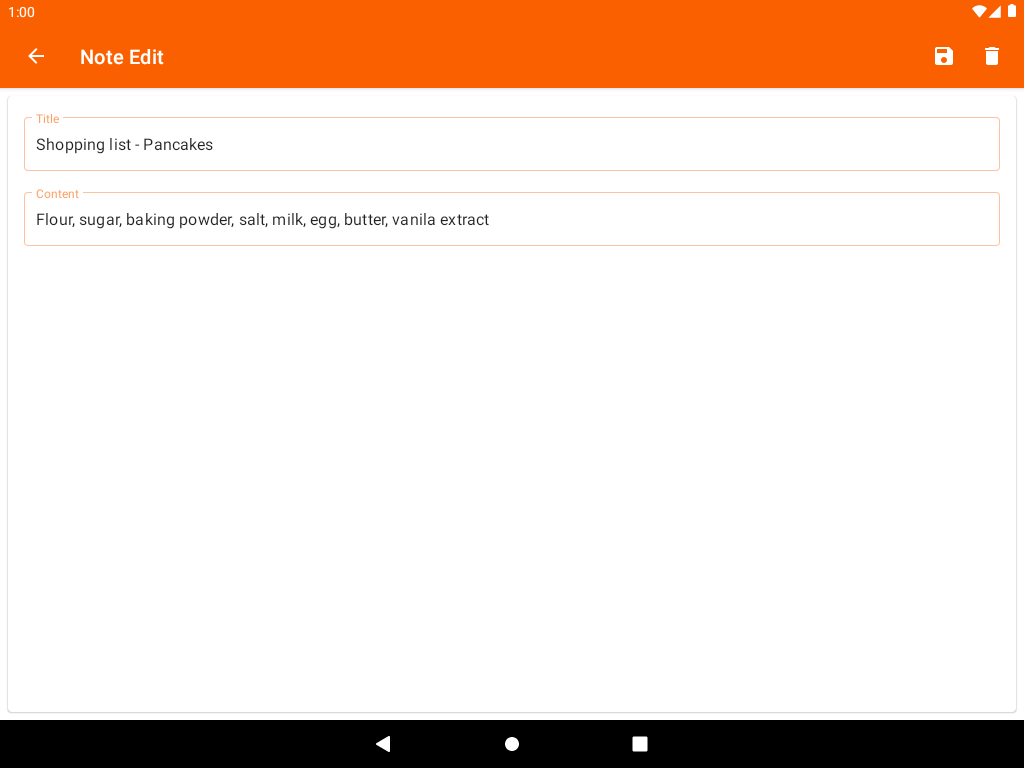 1:00
Note Edit
Title
Shopping list - Pancakes
Content
Flour, sugar, baking powder, salt, milk, egg, butter, vanila extract